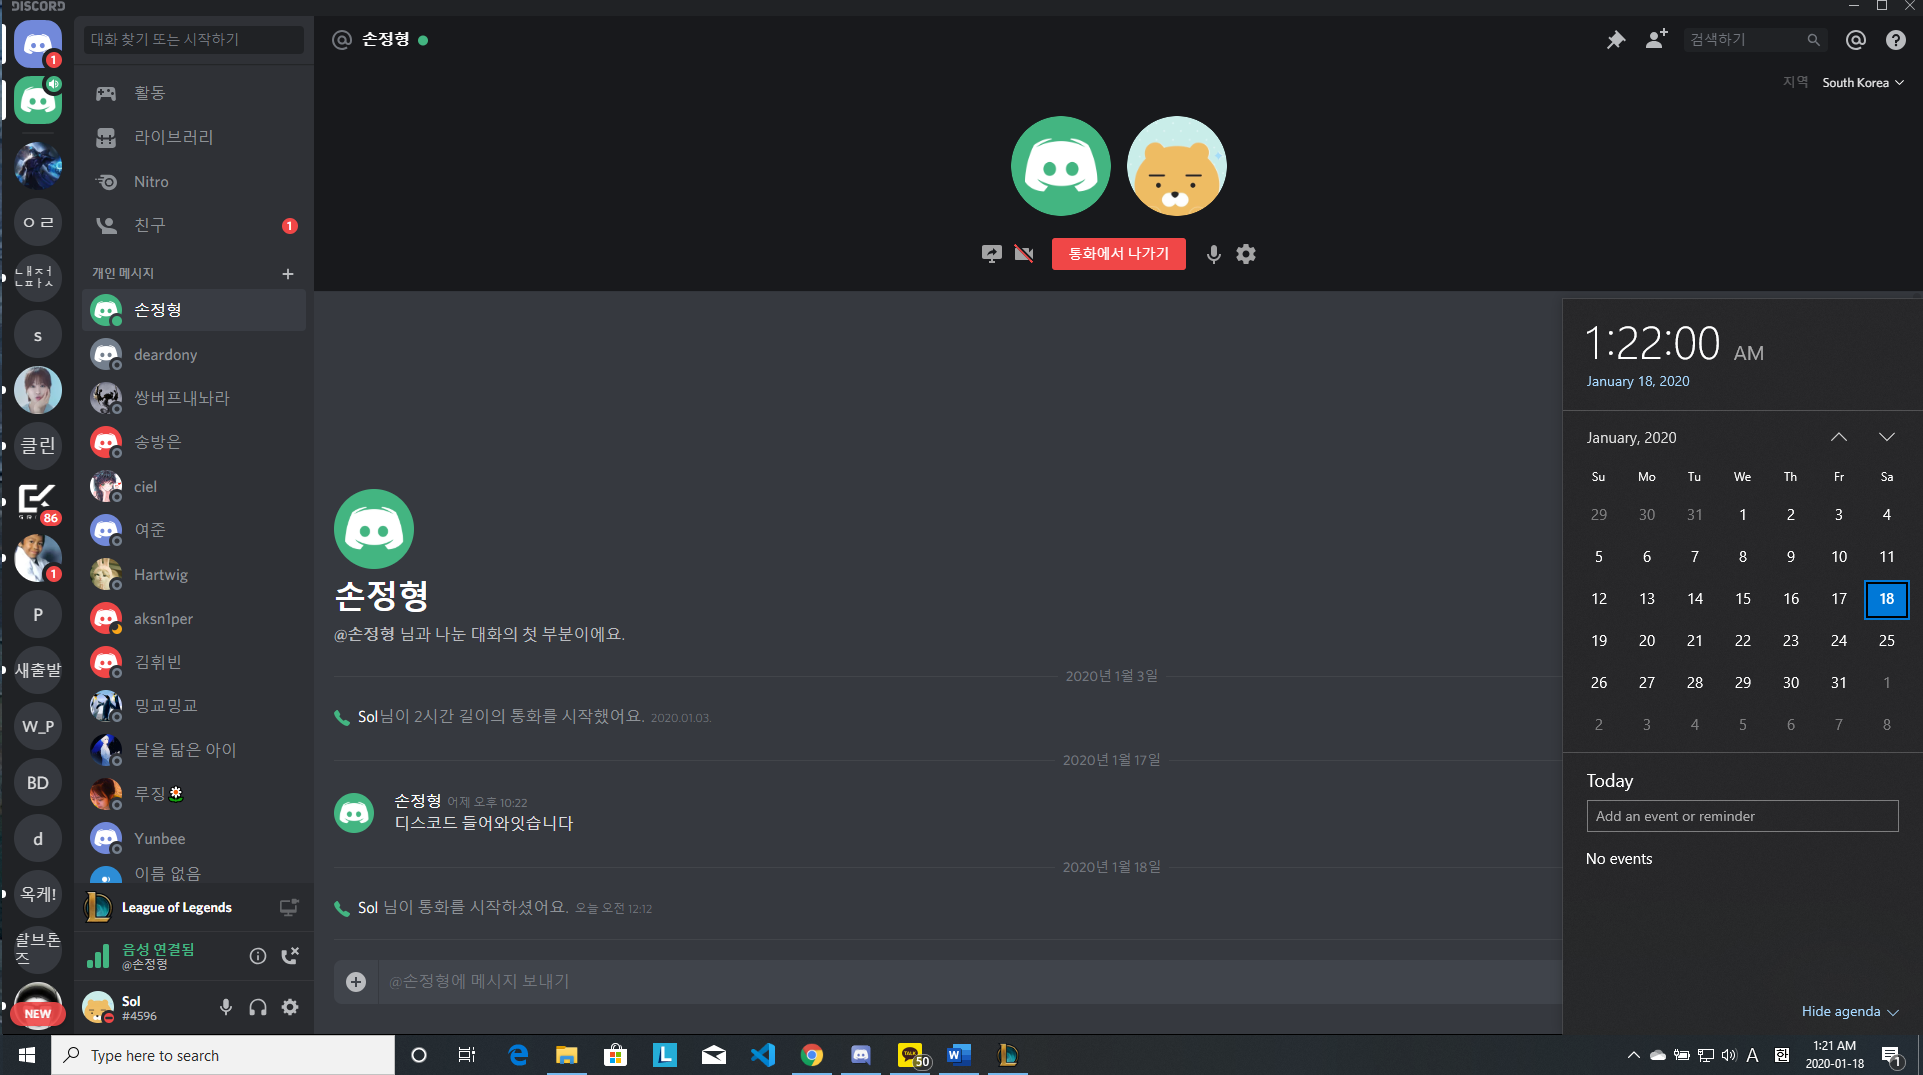 DISCORD
대화 찾기 또는 시작하기
활동
라이브러리
Nitro
친구
1
개인 메시지
손정형
deardony
쌍버프내놔라
송방은
ciel
여준
Hartwig
aksn1per
김휘빈
밍교밍교
달을 닮은 아이
루징
Yunbee
이름 없음
League of Legends
음성 연결됨
@손정형
Sol
#4596
1
ㅇㄹ
s
클린
86
1
P
새출발
W_P
BD
d
옥케!
NEW
손정형
검색하기
지역 South Korea
통화에서 나가기
손정형
@손정형 님과 나눈 대화의 첫 부분이에요.
2020년 1월 3일
Sol님이 2시간 길이의 통화를 시작했어요. 2020.01.03.
2020년 1월 17일
손정형 어제 오후 10:22
디스코드 들어와잇습니다
2020년 1월 18일
Sol 님이 통화를 시작하셨어요. 오늘 오전 12:12
@손정형에 메시지 보내기
1:22:00 AM
January 18, 2020
January, 2020
Su Mo Tu We Th Fr Sa
29 30 31 1 2 3 4
5 6 7 8 9 10 11
12 13 14 15 16 17 18
19 20 21 22 23 24 25
26 27 28 29 30 31 1
2 3 4 5 6 7 8
Today
Add an event or reminder
No events
Hide agenda
Type here to search
L
TALK
50
A
1:21 AM
2020-01-18
1